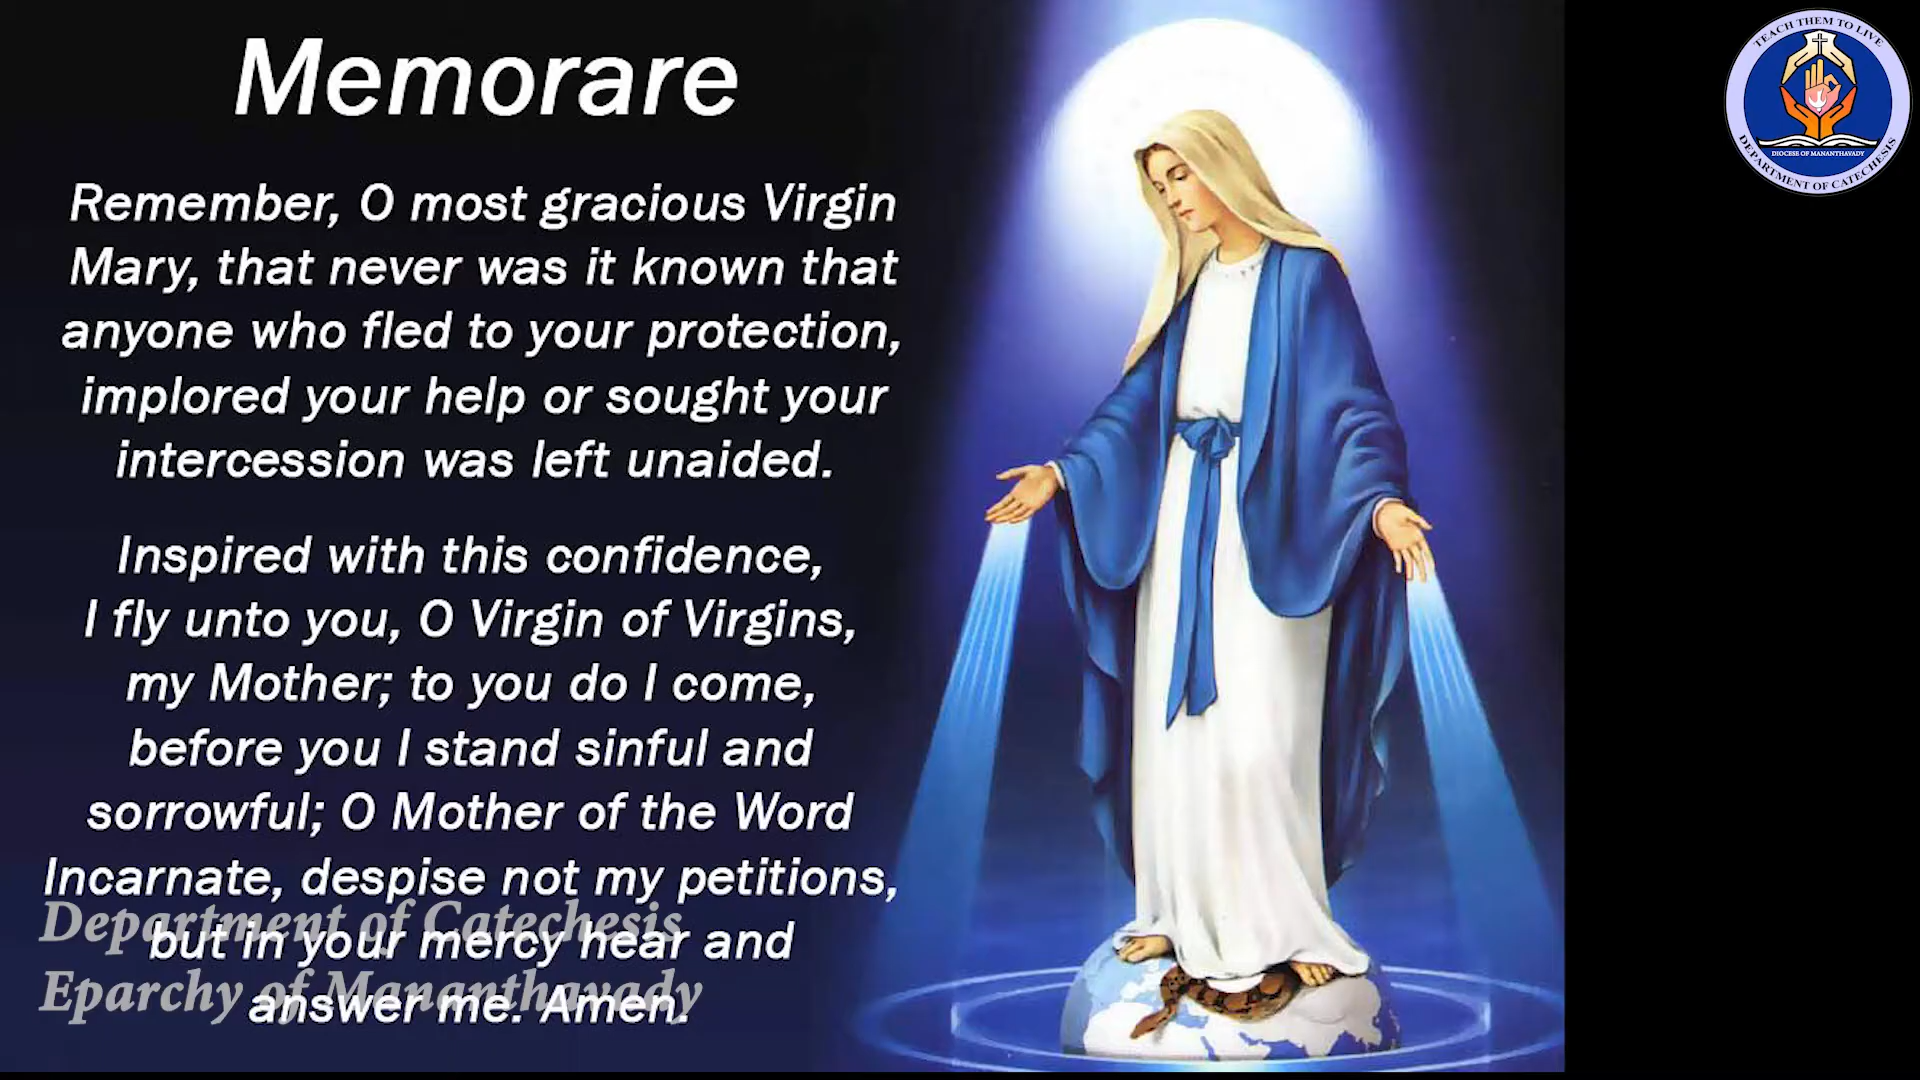 Memorare
Remember, O most gracious Virgin
Mary, that never was it known that
anyone who fled to your protection,
implored your help or sought your
intercession was left unaided.
Inspired with this confidence,
I fly unto you, O Virgin of Virgins,
my Mother; to you do I come,
before you I stand sinful and
sorrowful; O Mother of the Word
Incarnate, despise not my petitions,
but in your mercy hear and
answer me. Amen.
Department of Catechesis
Eparchy of Mananthavady
TEACH THEM TO LIVE
DIOCESE OF MANANTHAVADY
DEPARTMENT OF CATECHESIS